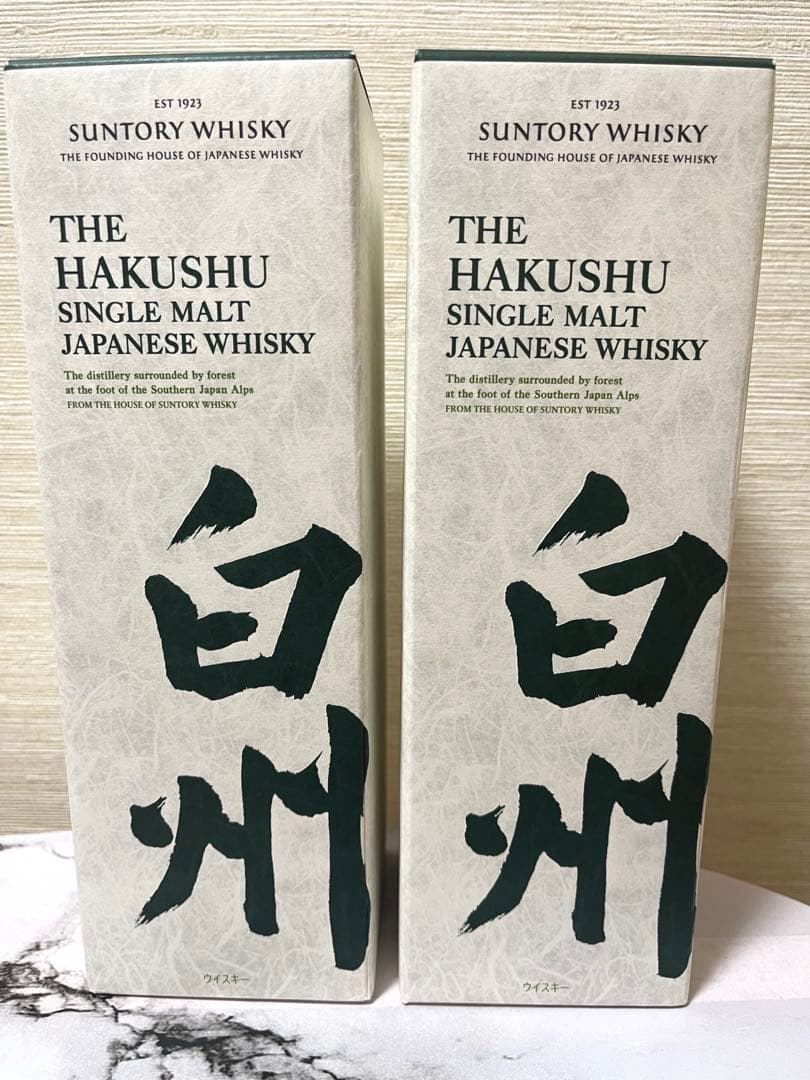 EST 1923
SUNTORY WHISKY
THE FOUNDING HOUSE OF JAPANESE WHISKY
THE
HAKUSHU
SINGLE MALT
JAPANESE WHISKY
The distillery surrounded by forest
at the foot of the Southern Japan Alps
FROM THE HOUSE OF SUNTORY WHISKY
白州
ウイスキー
EST 1923
SUNTORY WHISKY
THE FOUNDING HOUSE OF JAPANESE WHISKY
THE
HAKUSHU
SINGLE MALT
JAPANESE WHISKY
The distillery surrounded by forest
at the foot of the Southern Japan Alps
FROM THE HOUSE OF SUNTORY WHISKY
白州
ウイスキー